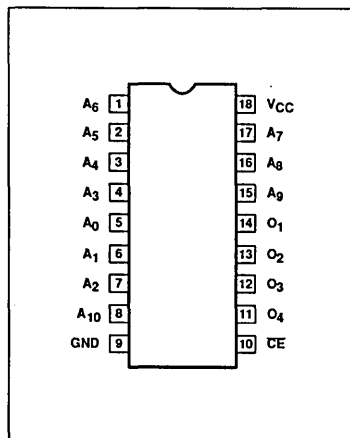 A6 1 18 VCC
A5 2 17 A7
A4 3 16 A8
A3 4 15 A9
A0 5 14 O1
A1 6 13 O2
A2 7 12 O3
A10 8 11 O4
GND 9 10 C̅E̅